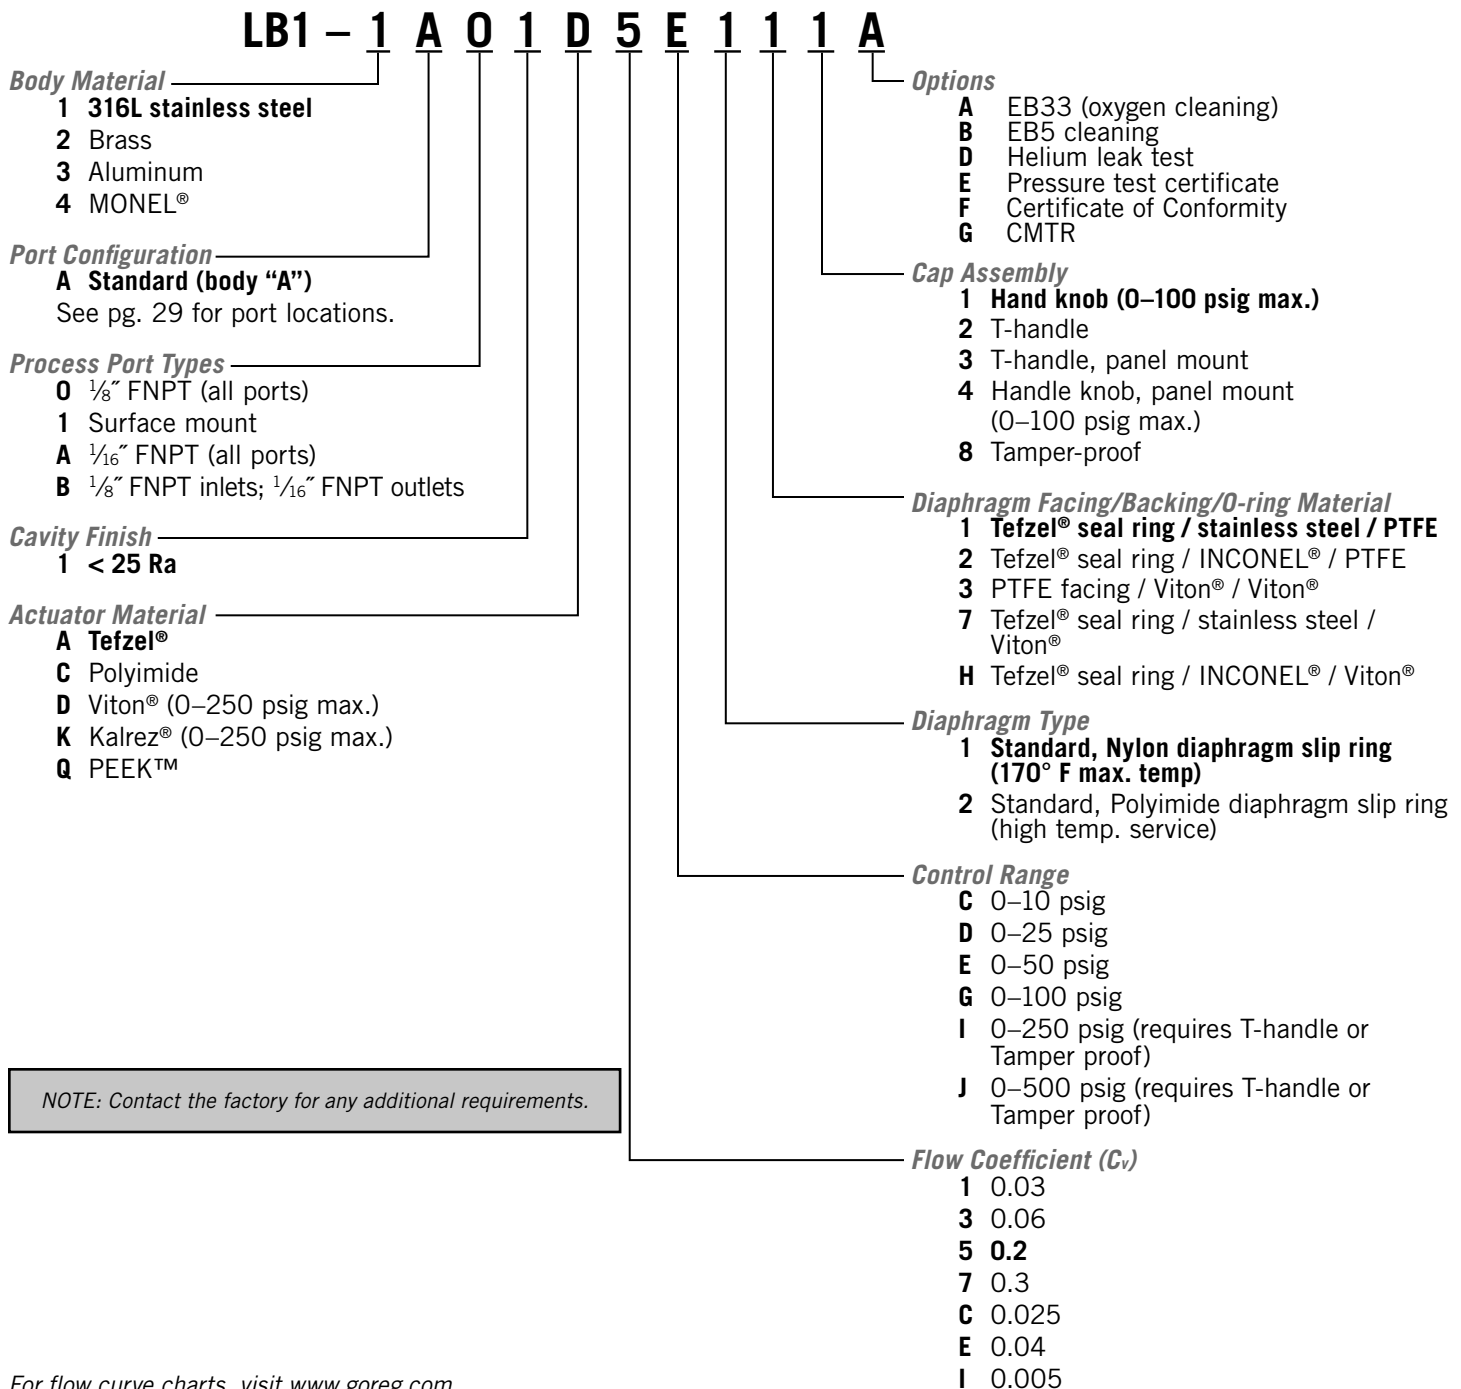 LB1 – 1 A 0 1 D 5 E 1 1 1 A
Body Material
1 316L stainless steel
2 Brass
3 Aluminum
4 MONEL®
Port Configuration
A Standard (body “A”)
See pg. 29 for port locations.
Process Port Types
0 1⁄8˝ FNPT (all ports)
1 Surface mount
A 1⁄16˝ FNPT (all ports)
B 1⁄8˝ FNPT inlets; 1⁄16˝ FNPT outlets
Cavity Finish
1 < 25 Ra
Actuator Material
A Tefzel®
C Polyimide
D Viton® (0–250 psig max.)
K Kalrez® (0–250 psig max.)
Q PEEK™
NOTE: Contact the factory for any additional requirements.
For flow curve charts, visit www.goreg.com
Options
A EB33 (oxygen cleaning)
B EB5 cleaning
D Helium leak test
E Pressure test certificate
F Certificate of Conformity
G CMTR
Cap Assembly
1 Hand knob (0–100 psig max.)
2 T-handle
3 T-handle, panel mount
4 Handle knob, panel mount
(0–100 psig max.)
8 Tamper-proof
Diaphragm Facing/Backing/O-ring Material
1 Tefzel® seal ring / stainless steel / PTFE
2 Tefzel® seal ring / INCONEL® / PTFE
3 PTFE facing / Viton® / Viton®
7 Tefzel® seal ring / stainless steel /
Viton®
H Tefzel® seal ring / INCONEL® / Viton®
Diaphragm Type
1 Standard, Nylon diaphragm slip ring
(170° F max. temp)
2 Standard, Polyimide diaphragm slip ring
(high temp. service)
Control Range
C 0–10 psig
D 0–25 psig
E 0–50 psig
G 0–100 psig
I 0–250 psig (requires T-handle or
Tamper proof)
J 0–500 psig (requires T-handle or
Tamper proof)
Flow Coefficient (Cv)
1 0.03
3 0.06
5 0.2
7 0.3
C 0.025
E 0.04
I 0.005